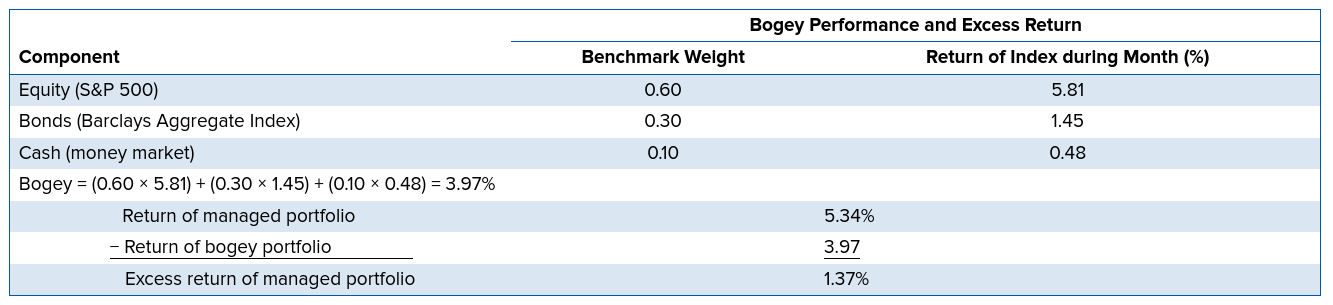 Bogey Performance and Excess Return
Component Benchmark Weight Return of Index during Month (%)
Equity (S&P 500) 0.60 5.81
Bonds (Barclays Aggregate Index) 0.30 1.45
Cash (money market) 0.10 0.48
Bogey = (0.60 × 5.81) + (0.30 × 1.45) + (0.10 × 0.48) = 3.97%
Return of managed portfolio 5.34%
− Return of bogey portfolio 3.97
Excess return of managed portfolio 1.37%